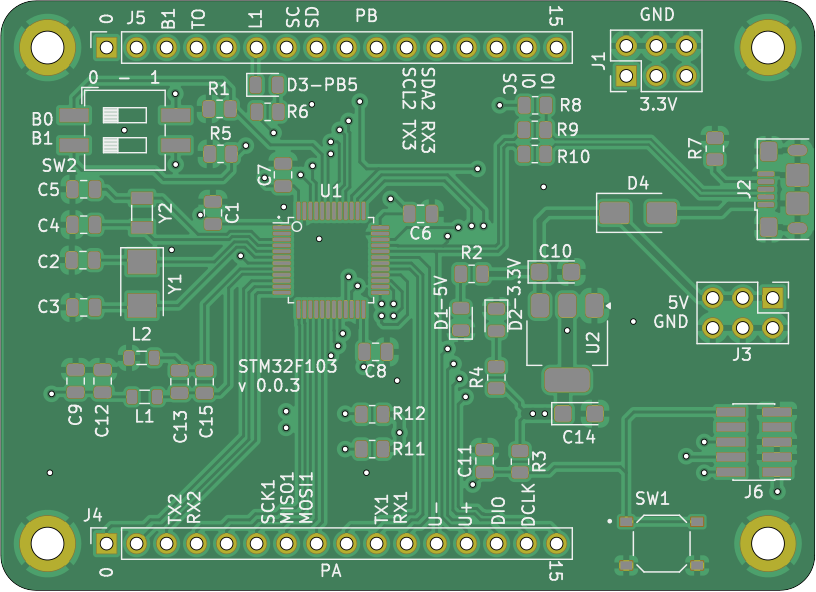 0
J5
B1
TO
L1
SC
SD
PB
15
GND
J1
3.3V
0 - 1
B0
B1
SW2
R1
R5
D3-PB5
R6
C7
U1
SCL2 TX3
SDA2 RX3
SC
IO
OI
R8
R9
R10
R7
J2
D4
C5
C4
C2
C3
Y2
Y1
C1
C6
R2
C10
D1-5V
D2-3.3V
U2
5V
GND
J3
L2
L1
C9
C12
C13
C15
STM32F103
v 0.0.3
C8
R4
R12
R11
C14
C11
R3
J6
SW1
J4
0
TX2
RX2
SCK1
MISO1
MOSI1
TX1
RX1
U-
U+
DIO
DCLK
PA
15